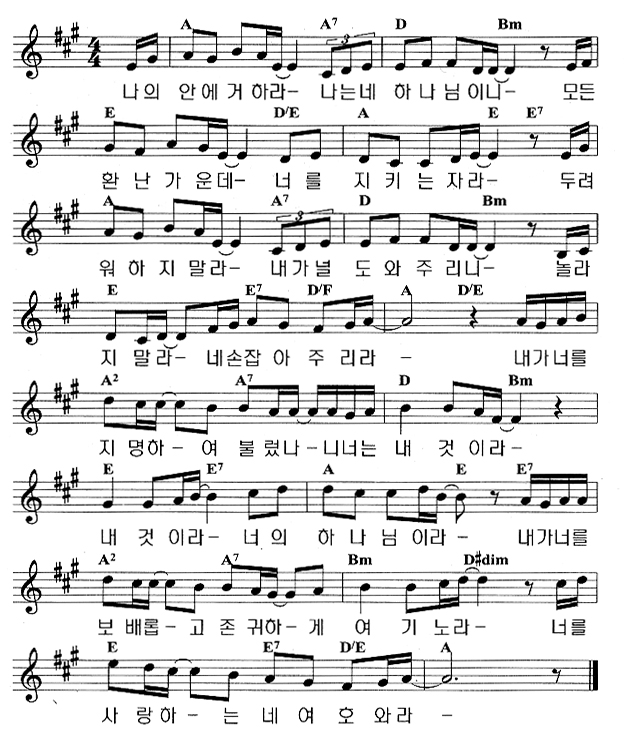 A A7 D Bm
나의 안에 거 하라- 나는네 하 나 님 이니- 모든
E D/E A E E7
환 난 가 운데- 너 를 지 키 는 자라- 두려
A A7 D Bm
워 하 지 말라- 내가널 도 와 주 리니- 놀라
E E7 D/F A D/E
지 말라- 네손잡 아 주 리라 - 내가너를
A2 A7 D Bm
지 명하- 여 불 렀나-니너는 내 것 이라-
E E7 A E E7
내 것 이라- 너 의 하 나 님 이라- 내가너를
A2 A7 Bm D#dim
보 배롭- 고 존 귀하- 게 여 기 노라- 너를
E E7 D/E A
사 랑하 - 는 네 여 호 와라 -